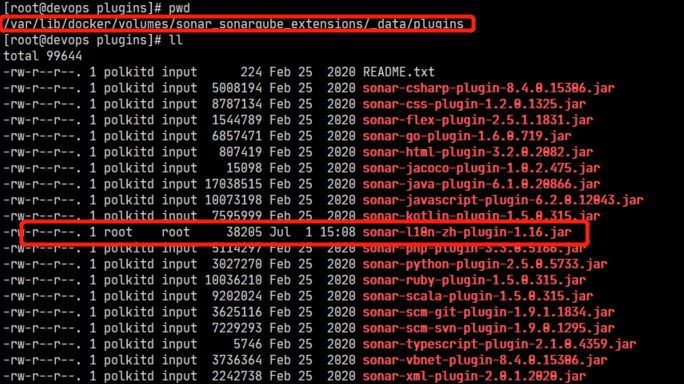 [root@devops plugins]# pwd
/var/lib/docker/volumes/sonar_sonarqube_extensions/_data/plugins
[root@devops plugins]# ll
total 99644
-rw-r--r--. 1 polkitd input 224 Feb 25 2020 README.txt
-rw-r--r--. 1 polkitd input 5008194 Feb 25 2020 sonar-csharp-plugin-8.4.0.15306.jar
-rw-r--r--. 1 polkitd input 8787134 Feb 25 2020 sonar-css-plugin-1.2.0.1325.jar
-rw-r--r--. 1 polkitd input 1544789 Feb 25 2020 sonar-flex-plugin-2.5.1.1831.jar
-rw-r--r--. 1 polkitd input 6857471 Feb 25 2020 sonar-go-plugin-1.6.0.719.jar
-rw-r--r--. 1 polkitd input 807419 Feb 25 2020 sonar-html-plugin-3.2.0.2082.jar
-rw-r--r--. 1 polkitd input 15098 Feb 25 2020 sonar-jacoco-plugin-1.0.2.475.jar
-rw-r--r--. 1 polkitd input 17038515 Feb 25 2020 sonar-java-plugin-6.1.0.20866.jar
-rw-r--r--. 1 polkitd input 10073198 Feb 25 2020 sonar-javascript-plugin-6.2.0.12043.jar
-rw-r--r--. 1 polkitd input 7595999 Feb 25 2020 sonar-kotlin-plugin-1.5.0.315.jar
-rw-r--r--. 1 root root 38205 Jul 1 15:08 sonar-l10n-zh-plugin-1.16.jar
-rw-r--r--. 1 polkitd input 5114297 Feb 25 2020 sonar-php-plugin-3.3.0.5166.jar
-rw-r--r--. 1 polkitd input 3027270 Feb 25 2020 sonar-python-plugin-2.5.0.5733.jar
-rw-r--r--. 1 polkitd input 10036210 Feb 25 2020 sonar-ruby-plugin-1.5.0.315.jar
-rw-r--r--. 1 polkitd input 9202024 Feb 25 2020 sonar-scala-plugin-1.5.0.315.jar
-rw-r--r--. 1 polkitd input 3625116 Feb 25 2020 sonar-scm-git-plugin-1.9.1.1834.jar
-rw-r--r--. 1 polkitd input 7229293 Feb 25 2020 sonar-scm-svn-plugin-1.9.0.1295.jar
-rw-r--r--. 1 polkitd input 5746 Feb 25 2020 sonar-typescript-plugin-2.1.0.4359.jar
-rw-r--r--. 1 polkitd input 3736364 Feb 25 2020 sonar-vbnet-plugin-8.4.0.15306.jar
-rw-r--r--. 1 polkitd input 2242738 Feb 25 2020 sonar-xml-plugin-2.0.1.2020.jar